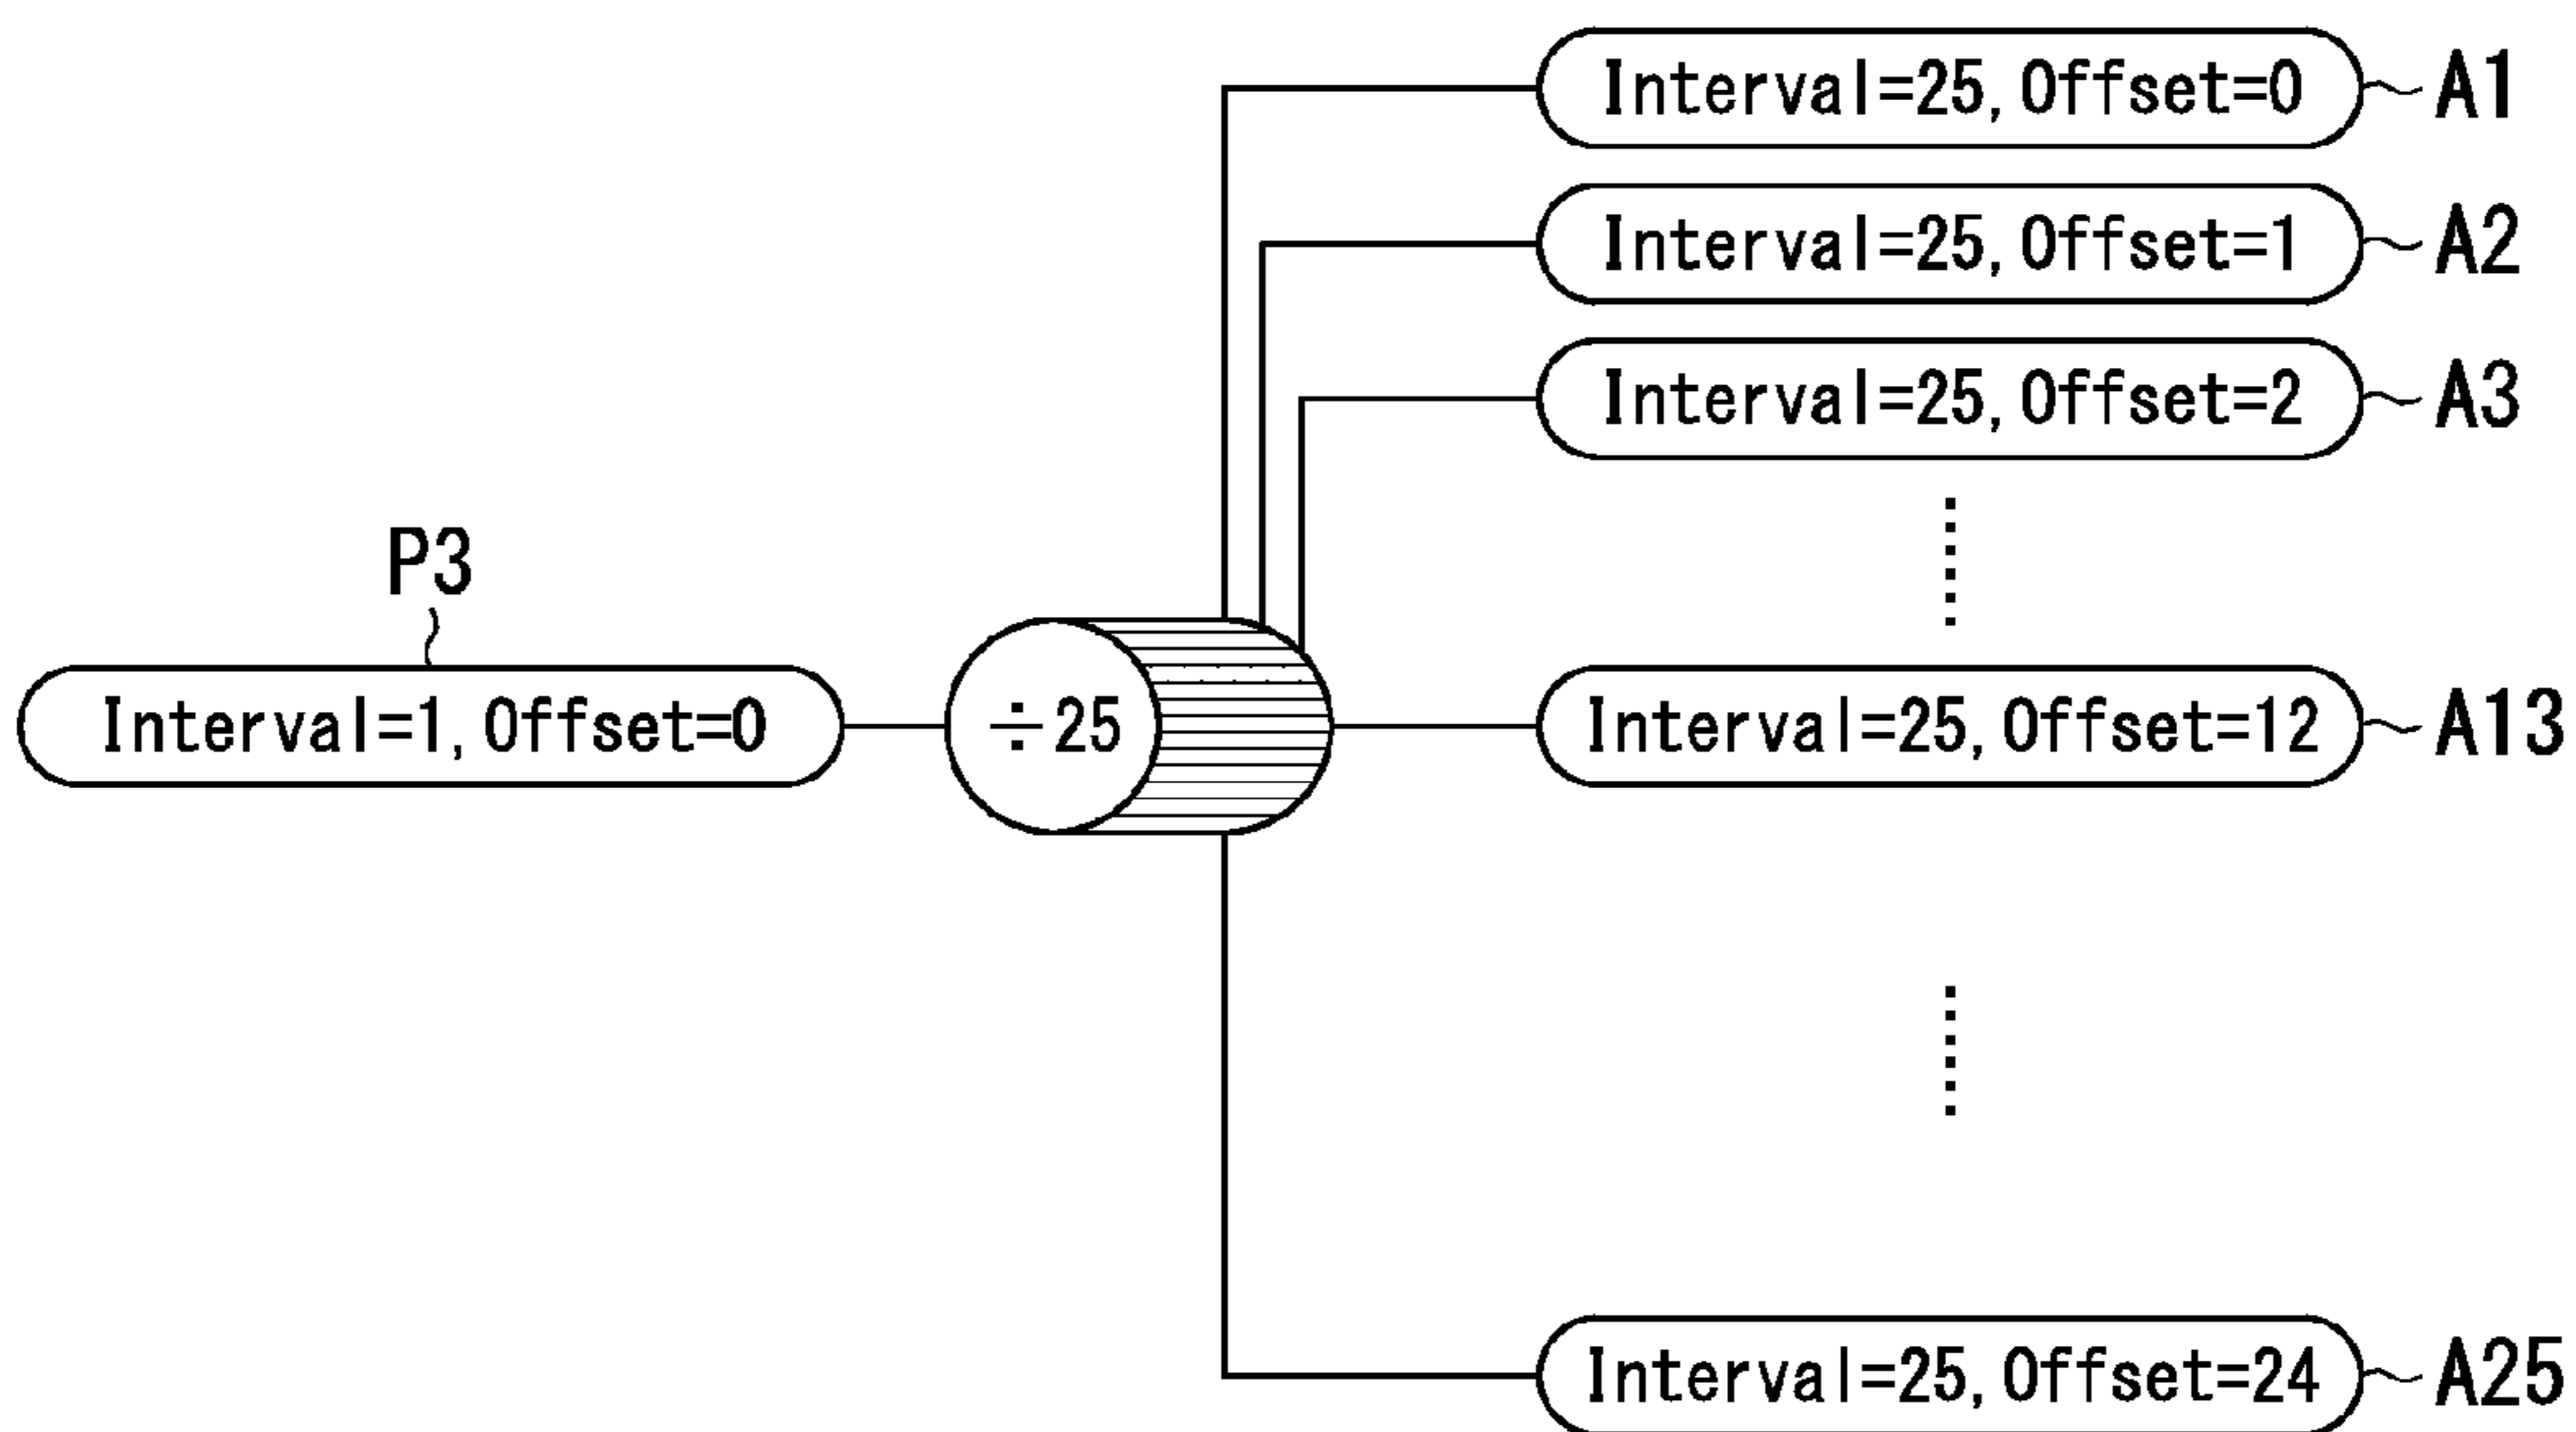 Interval=25, Offset=0 A1
Interval=25, Offset=1 A2
Interval=25, Offset=2 A3
P3
Interval=1, Offset=0
÷25
Interval=25, Offset=12 A13
Interval=25, Offset=24 A25